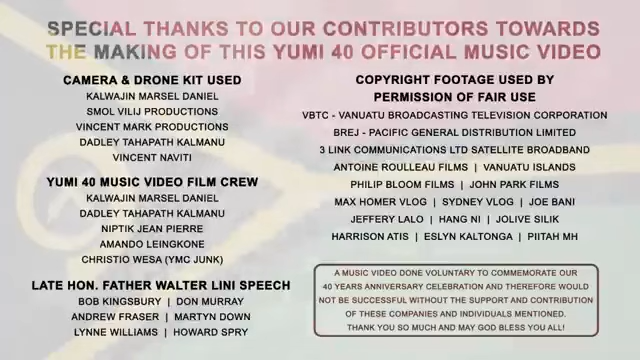 SPECIAL THANKS TO OUR CONTRIBUTORS TOWARDS
THE MAKING OF THIS YUMI 40 OFFICIAL MUSIC VIDEO
CAMERA & DRONE KIT USED
KALWAJIN MARSEL DANIEL
SMOL VILIJ PRODUCTIONS
VINCENT MARK PRODUCTIONS
DADLEY TAHAPATH KALMANU
VINCENT NAVITI
YUMI 40 MUSIC VIDEO FILM CREW
KALWAJIN MARSEL DANIEL
DADLEY TAHAPATH KALMANU
NIPTIK JEAN PIERRE
AMANDO LEINGKONE
CHRISTIO WESA (YMC JUNK)
LATE HON. FATHER WALTER LINI SPEECH
BOB KINGSBURY | DON MURRAY
ANDREW FRASER | MARTYN DOWN
LYNNE WILLIAMS | HOWARD SPRY
COPYRIGHT FOOTAGE USED BY
PERMISSION OF FAIR USE
VBTC - VANUATU BROADCASTING TELEVISION CORPORATION
BREJ - PACIFIC GENERAL DISTRIBUTION LIMITED
3 LINK COMMUNICATIONS LTD SATELLITE BROADBAND
ANTOINE ROULLEAU FILMS | VANUATU ISLANDS
PHILIP BLOOM FILMS | JOHN PARK FILMS
MAX HOMER VLOG | SYDNEY VLOG | JOE BANI
JEFFERY LALO | HANG NI | JOLIVE SILIK
HARRISON ATIS | ESLYN KALTONGA | PIITAH MH
A MUSIC VIDEO DONE VOLUNTARY TO COMMEMORATE OUR
40 YEARS ANNIVERSARY CELEBRATION AND THEREFORE WOULD
NOT BE SUCCESSFUL WITHOUT THE SUPPORT AND CONTRIBUTION
OF THESE COMPANIES AND INDIVIDUALS MENTIONED.
THANK YOU SO MUCH AND MAY GOD BLESS YOU ALL!